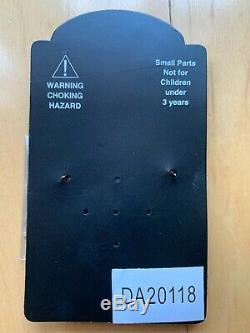 WARNING
CHOKING
HAZARD
Small Parts
Not for
Children
under
3 years
DA20118